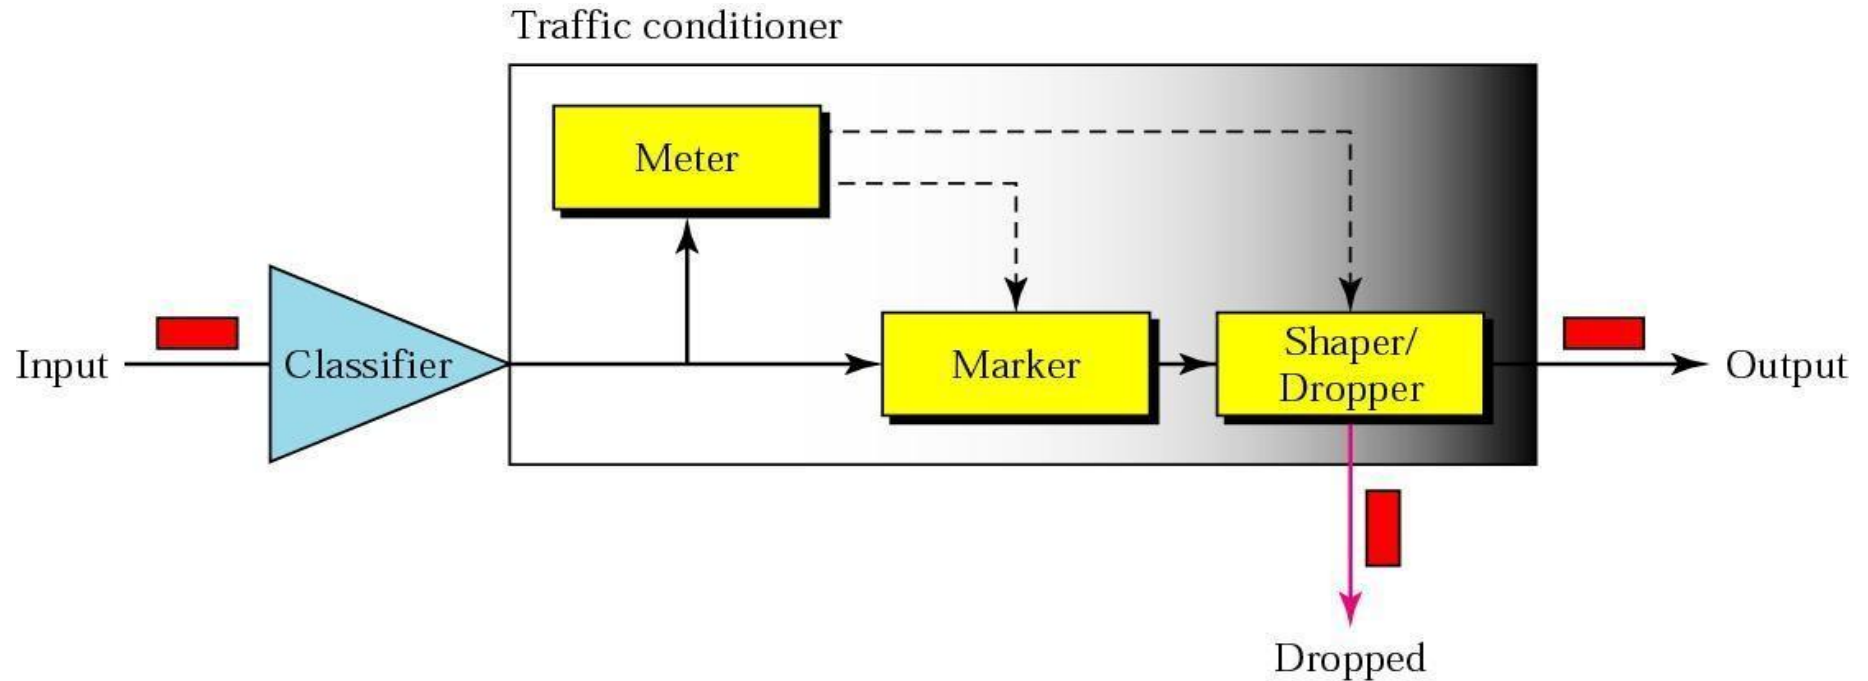 Traffic conditioner
Meter
Input
Classifier
Marker
Shaper/
Dropper
Output
Dropped